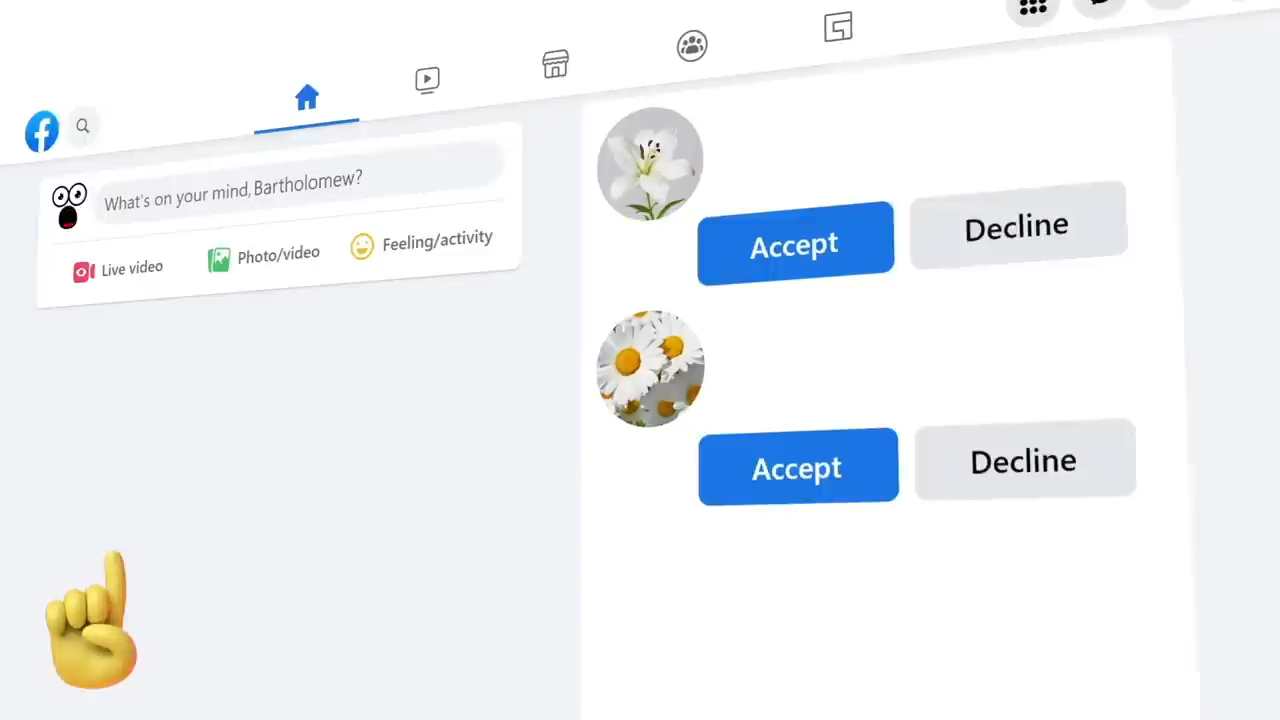 What's on your mind, Bartholomew?
Live video
Photo/video
Feeling/activity
Accept
Decline
Accept
Decline